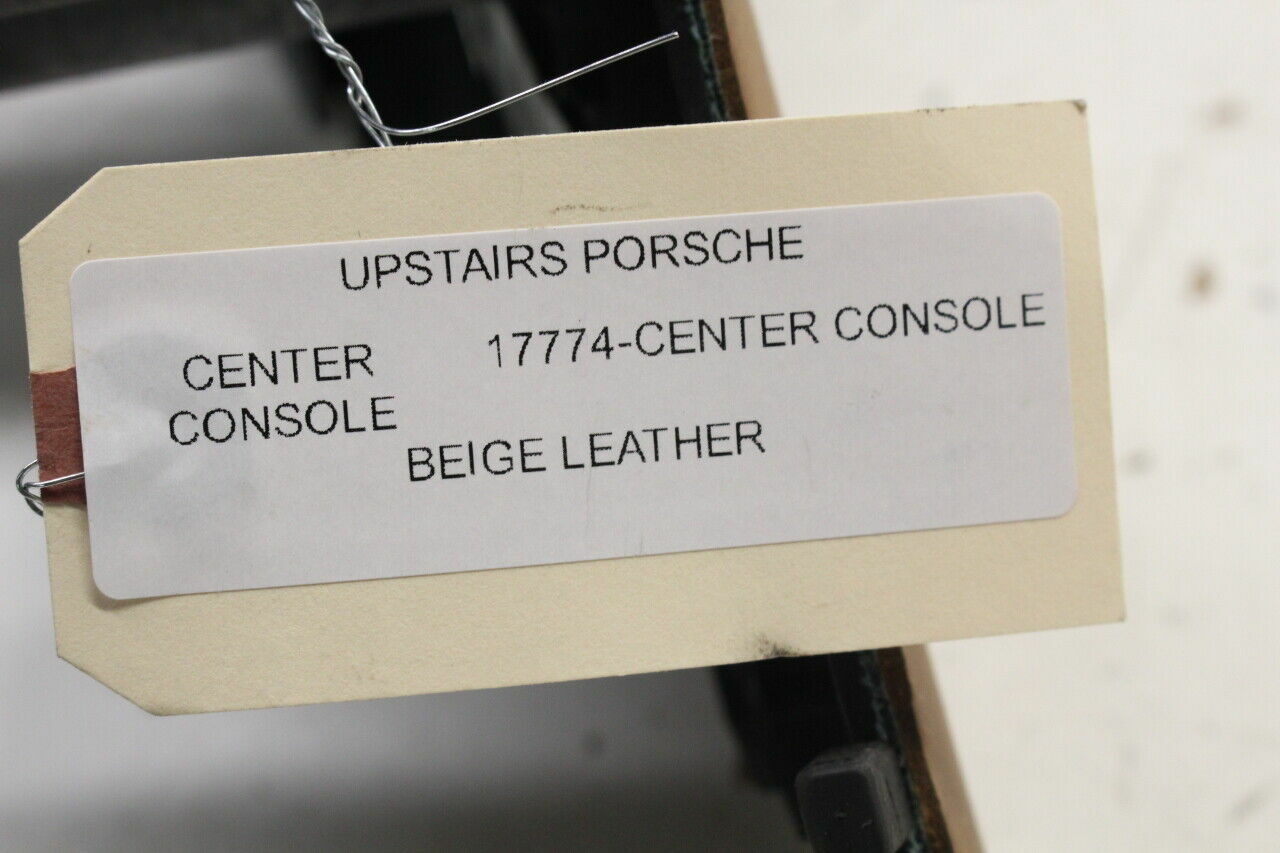 UPSTAIRS PORSCHE
CENTER CONSOLE
17774-CENTER CONSOLE
BEIGE LEATHER